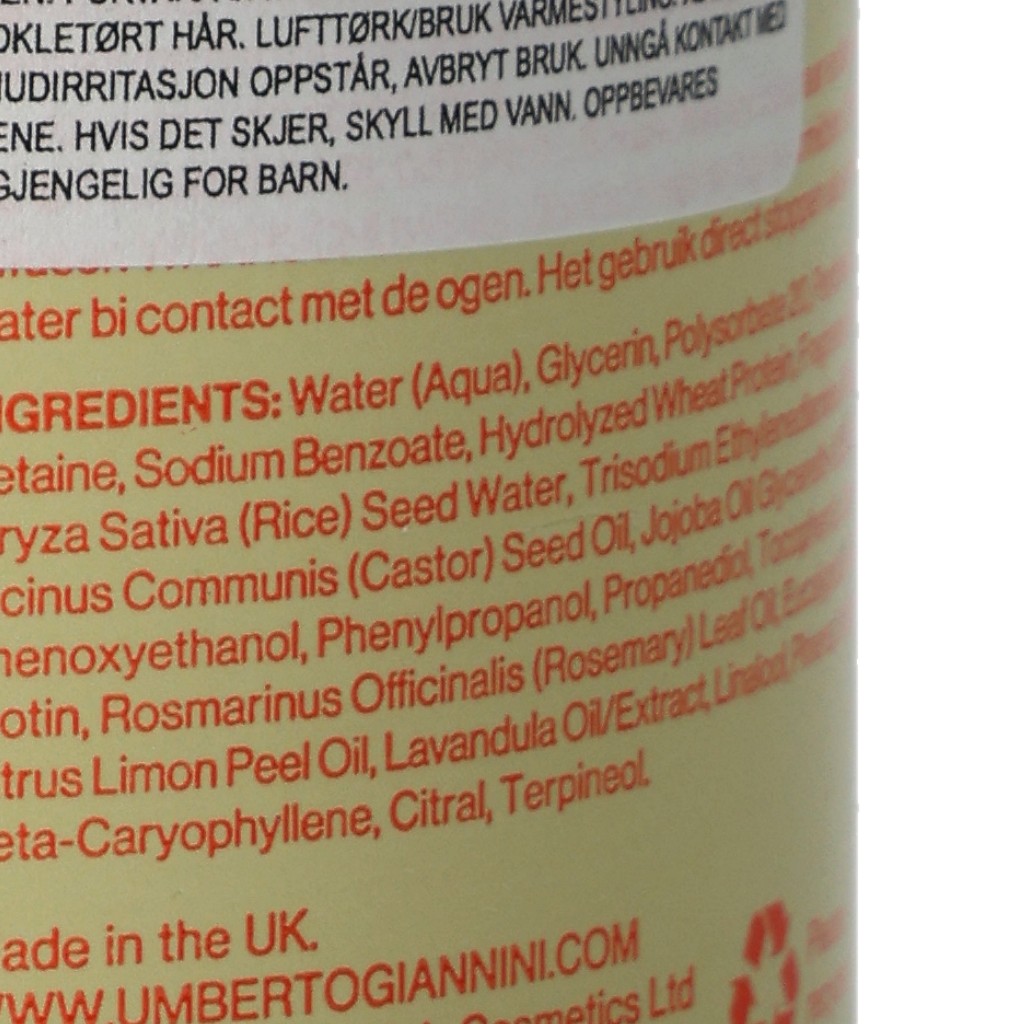 OKLETØRT HÅR. LUFTTØRK/BRUK VARMESTYLING.
UDIRRITASJON OPPSTÅR, AVBRYT BRUK. UNNGÅ KONTAKT MED
ENE. HVIS DET SKJER, SKYLL MED VANN. OPPBEVARES
GJENGELIG FOR BARN.
ater bi contact met de ogen. Het gebruik direct stoppen
NGREDIENTS: Water (Aqua), Glycerin, Polysorbate 20,
etaine, Sodium Benzoate, Hydrolyzed Wheat Protein,
ryza Sativa (Rice) Seed Water, Trisodium
cinus Communis (Castor) Seed Oil, Jojoba Oil
henoxyethanol, Phenylpropanol, Propanediol,
otin, Rosmarinus Officinalis (Rosemary) Leaf Oil,
trus Limon Peel Oil, Lavandula Oil/Extract, Linalool,
eta-Caryophyllene, Citral, Terpineol.
ade in the UK.
WWW.UMBERTOGIANNINI.COM
Cosmetics Ltd